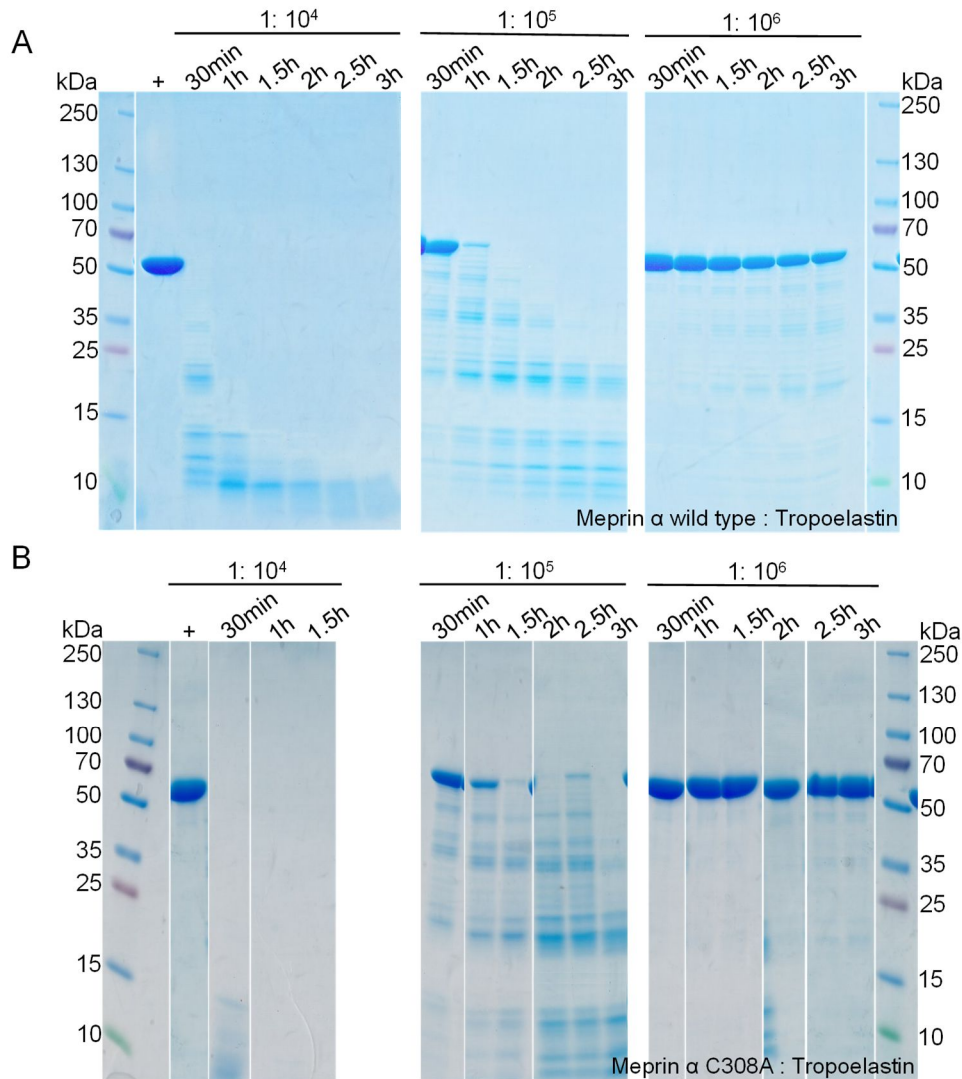 A
1: 10⁴ 1: 10⁵ 1: 10⁶
kDa + 30min 1h 1.5h 2h 2.5h 3h 30min 1h 1.5h 2h 2.5h 3h 30min 1h 1.5h 2h 2.5h 3h kDa
250 250
130 130
100 100
70 70
50 50
35 35
25 25
15 15
10 10
Meprin α wild type : Tropoelastin
B
1: 10⁴ 1: 10⁵ 1: 10⁶
kDa + 30min 1h 1.5h 30min 1h 1.5h 2h 2.5h 3h 30min 1h 1.5h 2h 2.5h 3h kDa
250 250
130 130
100 100
70 70
50 50
35 35
25 25
15 15
10 10
Meprin α C308A : Tropoelastin